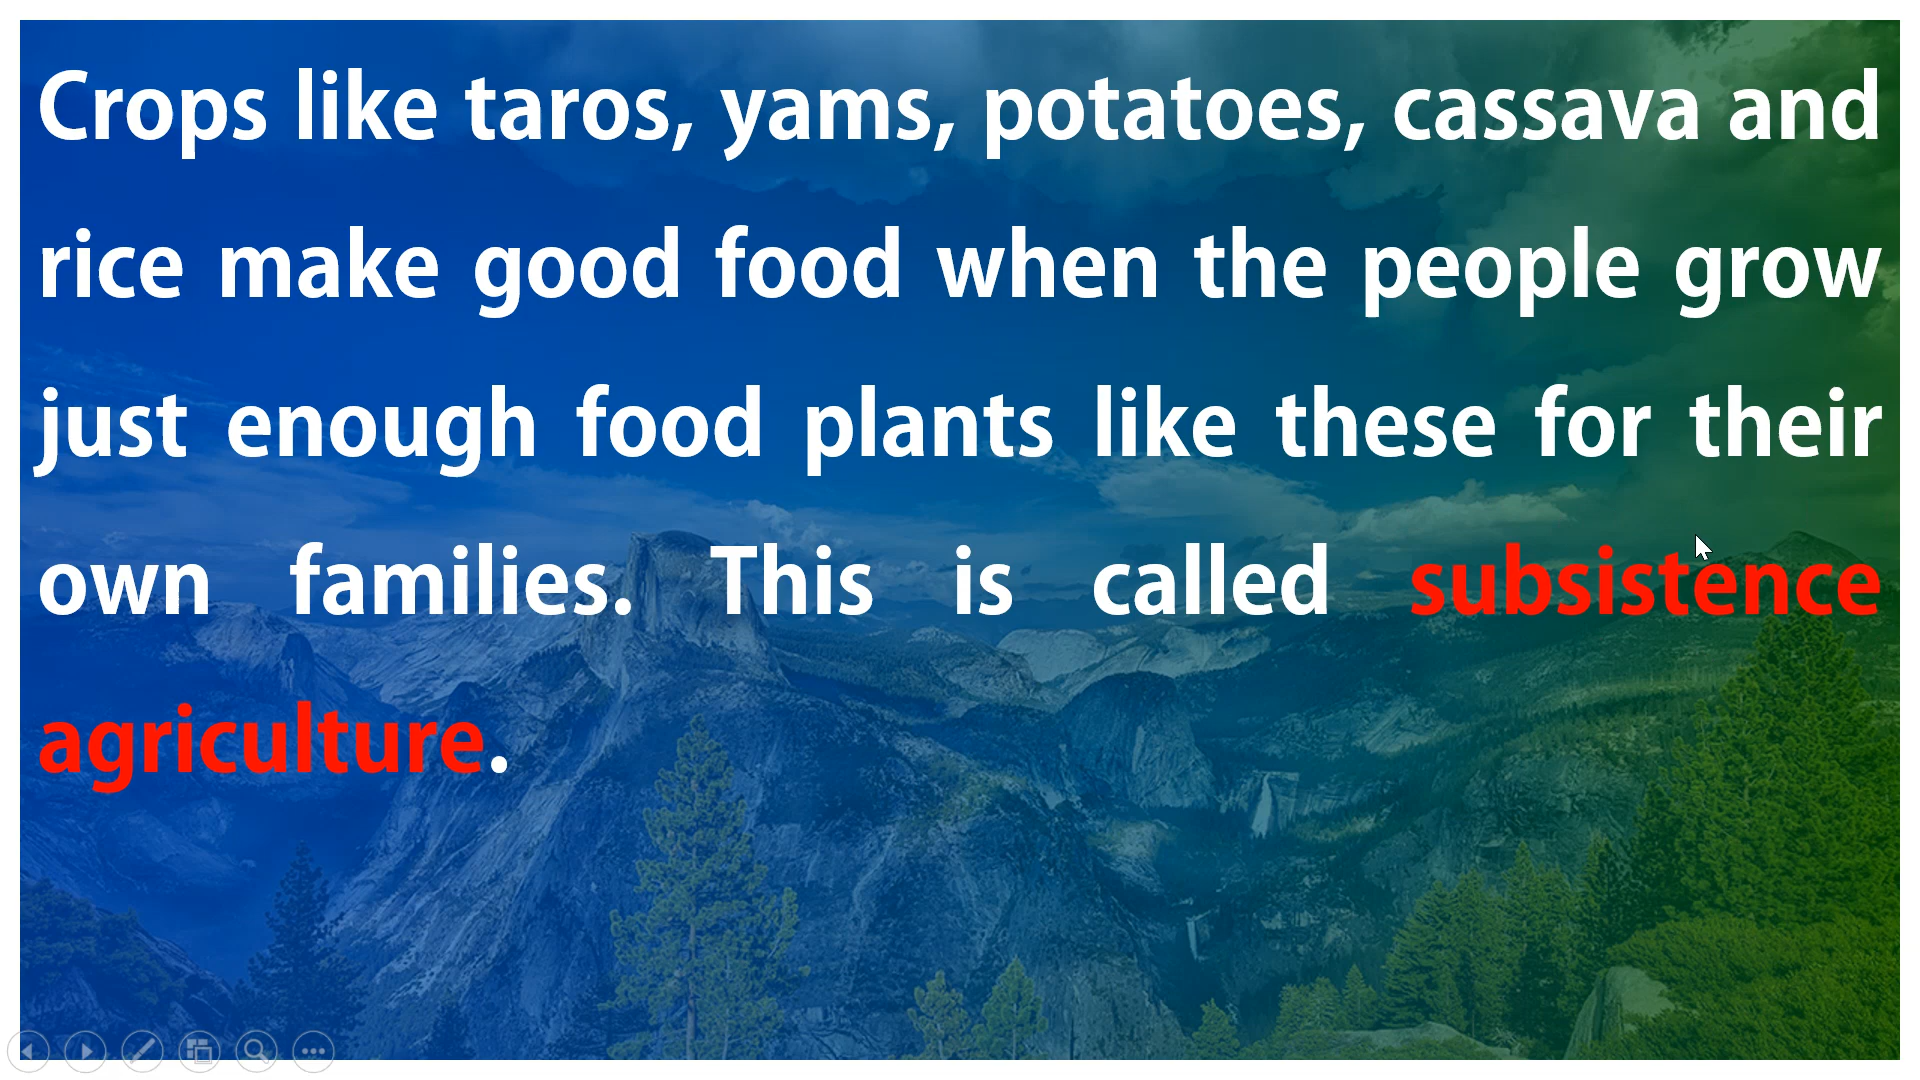 Crops like taros, yams, potatoes, cassava and
rice make good food when the people grow
just enough food plants like these for their
own families. This is called subsistence
agriculture.